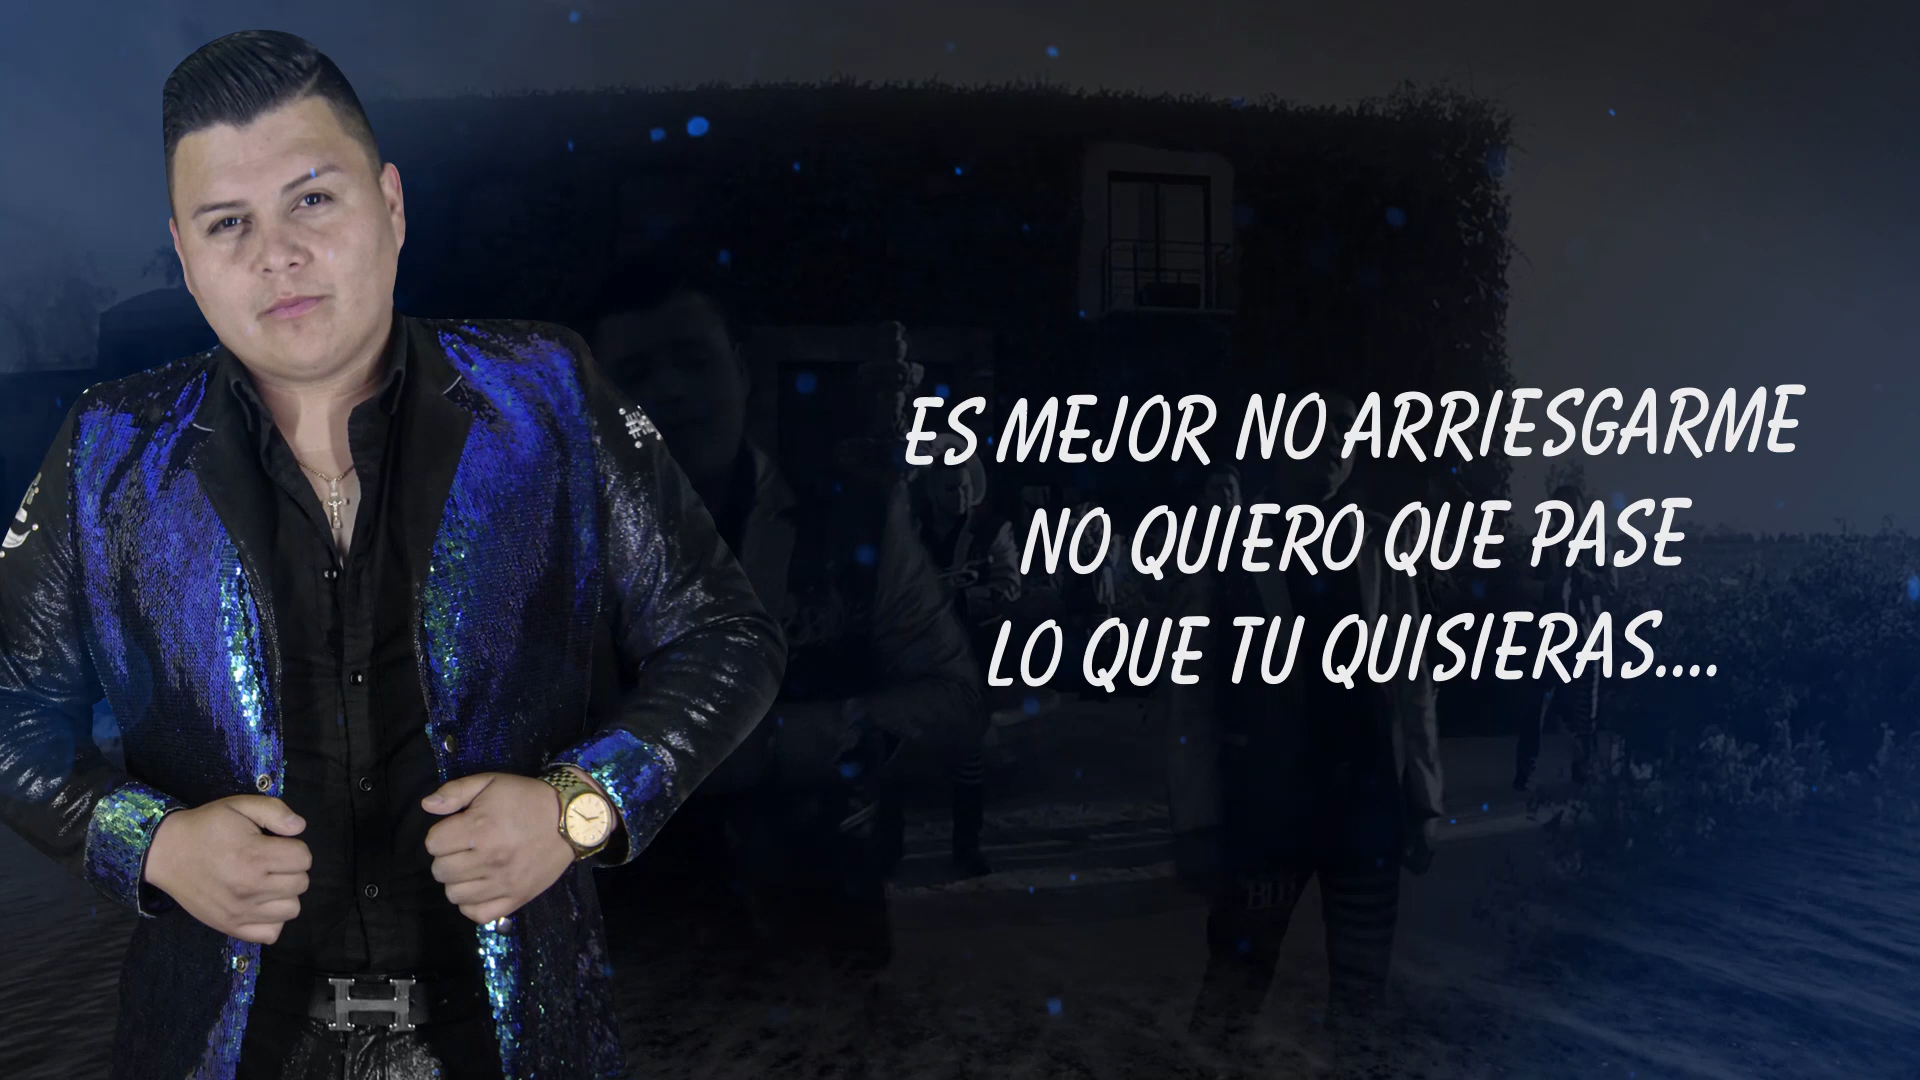 ES MEJOR NO ARRIESGARME
NO QUIERO QUE PASE
LO QUE TU QUISIERAS....